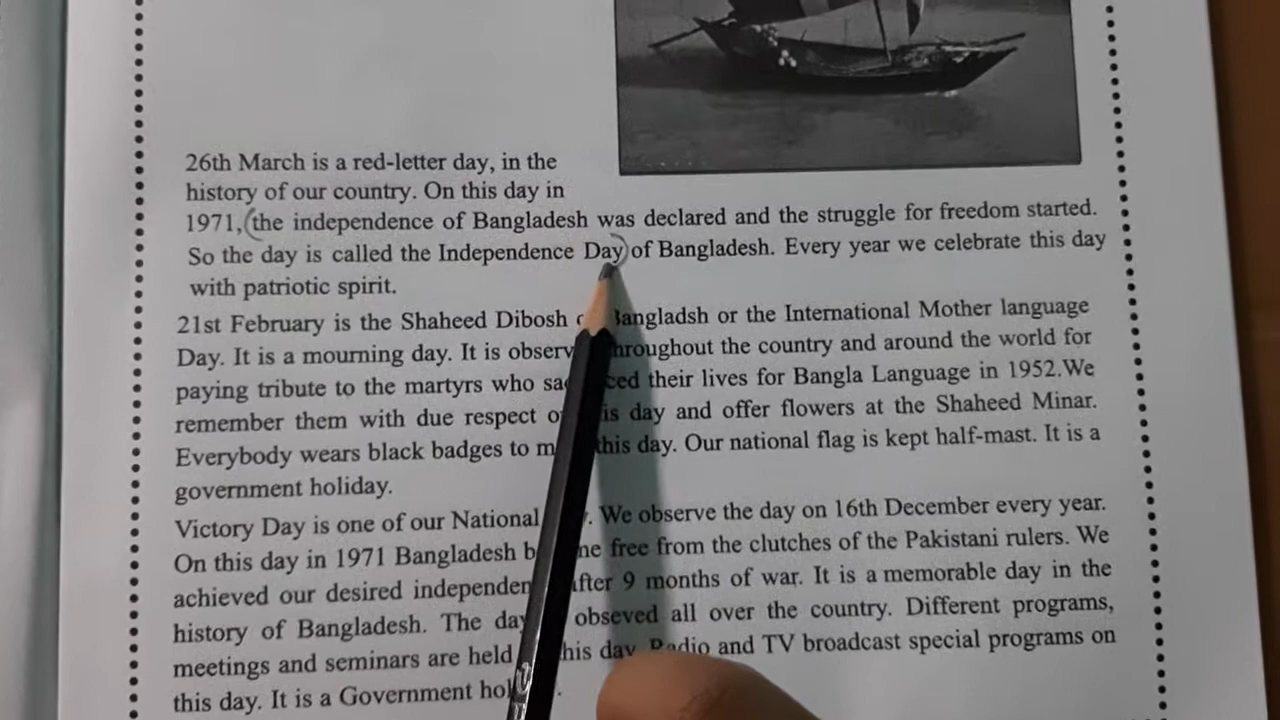 26th March is a red-letter day, in the
history of our country. On this day in
1971, (the independence of Bangladesh was declared and the struggle for freedom started.
So the day is called the Independence Day) of Bangladesh. Every year we celebrate this day
with patriotic spirit.
21st February is the Shaheed Dibosh Bangladsh or the International Mother language
Day. It is a mourning day. It is throughout the country and around the world for
paying tribute to the martyrs who their lives for Bangla Language in 1952.We
remember them with due respect day and offer flowers at the Shaheed Minar.
Everybody wears black badges to this day. Our national flag is kept half-mast. It is a
government holiday.
Victory Day is one of our National We observe the day on 16th December every year.
On this day in 1971 Bangladesh free from the clutches of the Pakistani rulers. We
achieved our desired after 9 months of war. It is a memorable day in the
history of Bangladesh. The day obseved all over the country. Different programs,
meetings and seminars are held this day. Radio and TV broadcast special programs on
this day. It is a Government